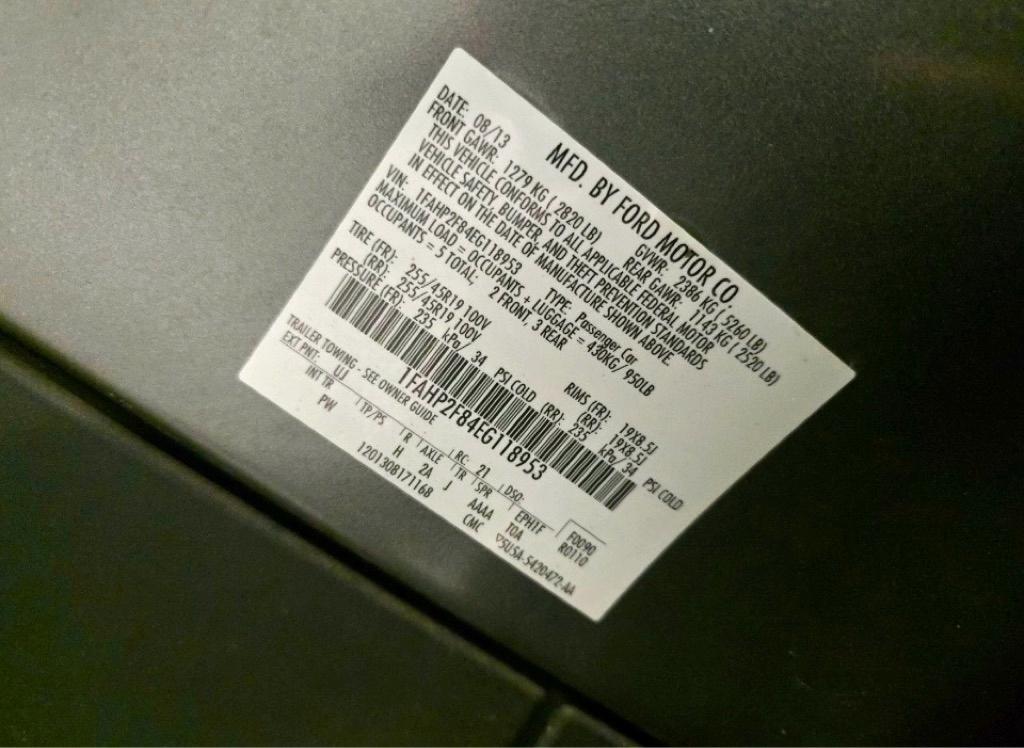 MFD. BY FORD MOTOR CO.
DATE: 08/13 GVWR: 2386 KG ( 5260 LB)
FRONT GAWR: 1279 KG ( 2820 LB) REAR GAWR: 1143 KG ( 2520 LB)
THIS VEHICLE CONFORMS TO ALL APPLICABLE FEDERAL MOTOR
VEHICLE SAFETY, BUMPER, AND THEFT PREVENTION STANDARDS
IN EFFECT ON THE DATE OF MANUFACTURE SHOWN ABOVE.
VIN: 1FAHP2F84EG118953 TYPE: Passenger Car
MAXIMUM LOAD = OCCUPANTS + LUGGAGE = 430KG/950LB
OCCUPANTS = 5 TOTAL; 2 FRONT, 3 REAR
TIRE (FR): 255/45R19 100V RIMS (FR): 19X8.5J
(RR): 255/45R19 100V (RR): 19X8.5J
PRESSURE (FR): 235 kPa 34 PSI COLD (RR): 235 kPa 34 PSI COLD
1FAHP2F84EG118953
TRAILER TOWING - SEE OWNER GUIDE
EXT PNT: UJ RC: 21 DSO: F0090
INT TR TP/PS R AXLE TR SPR EPH1F R0110
PW H 2A J AAAA T0A
1201308171168 CMC ▽5U5A-5420472-AA